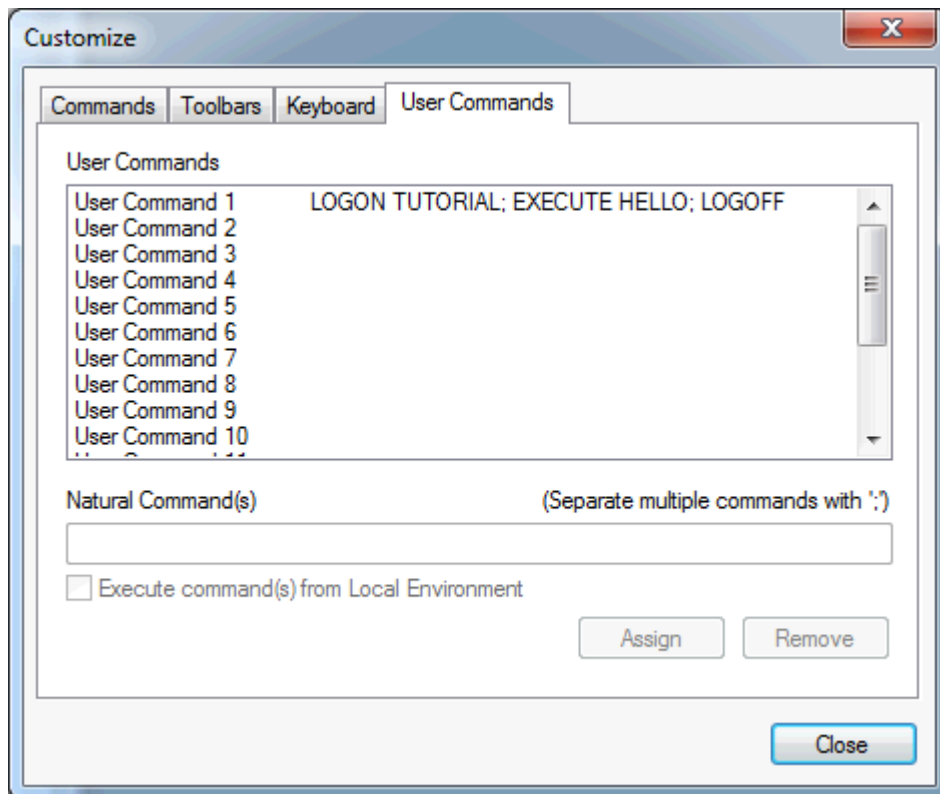 Customize
Commands Toolbars Keyboard User Commands
User Commands
User Command 1 LOGON TUTORIAL; EXECUTE HELLO; LOGOFF
User Command 2
User Command 3
User Command 4
User Command 5
User Command 6
User Command 7
User Command 8
User Command 9
User Command 10
Natural Command(s) (Separate multiple commands with ';')
Execute command(s) from Local Environment
Assign Remove
Close